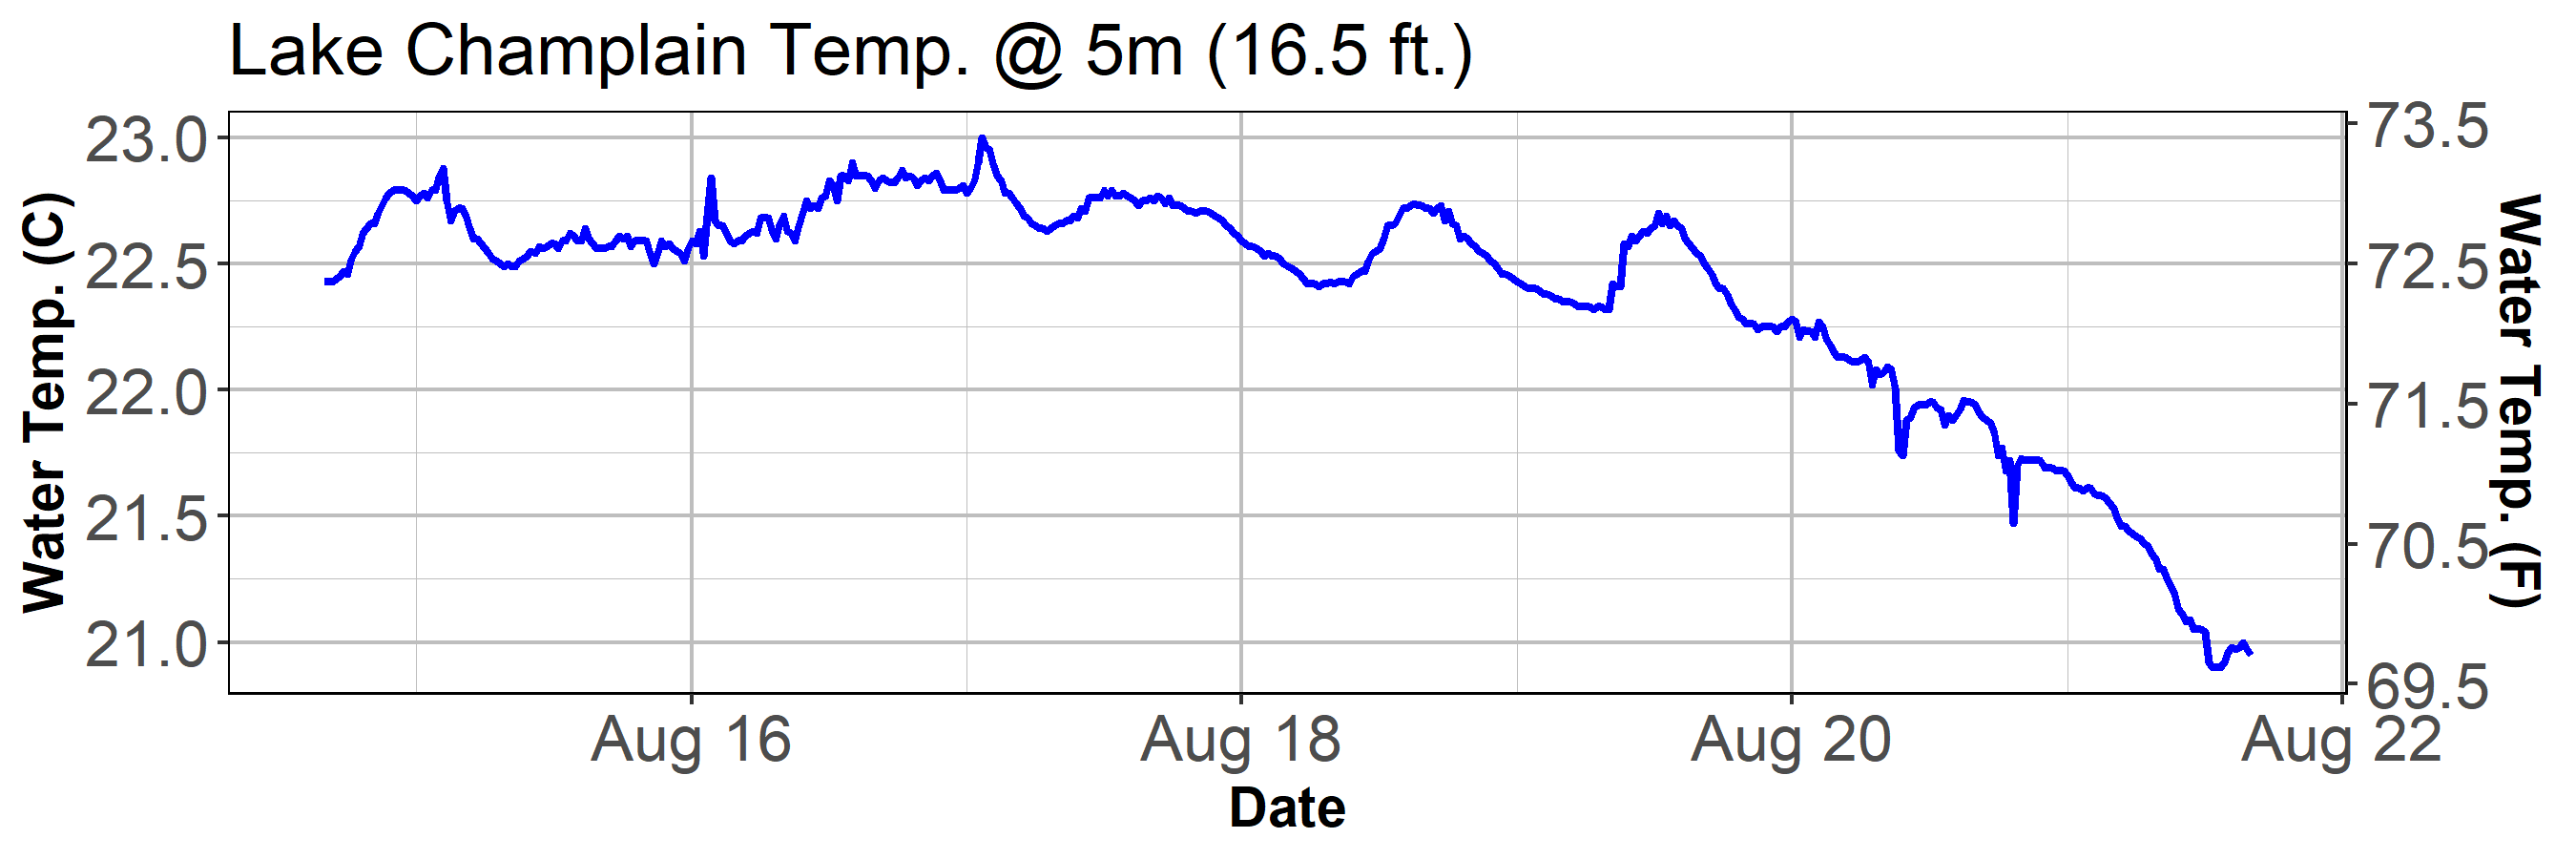 Lake Champlain Temp. @ 5m (16.5 ft.)
Water Temp. (C)
23.0
22.5
22.0
21.5
21.0
73.5
72.5
71.5
70.5
69.5
Water Temp. (F)
Aug 16
Aug 18
Aug 20
Aug 22
Date